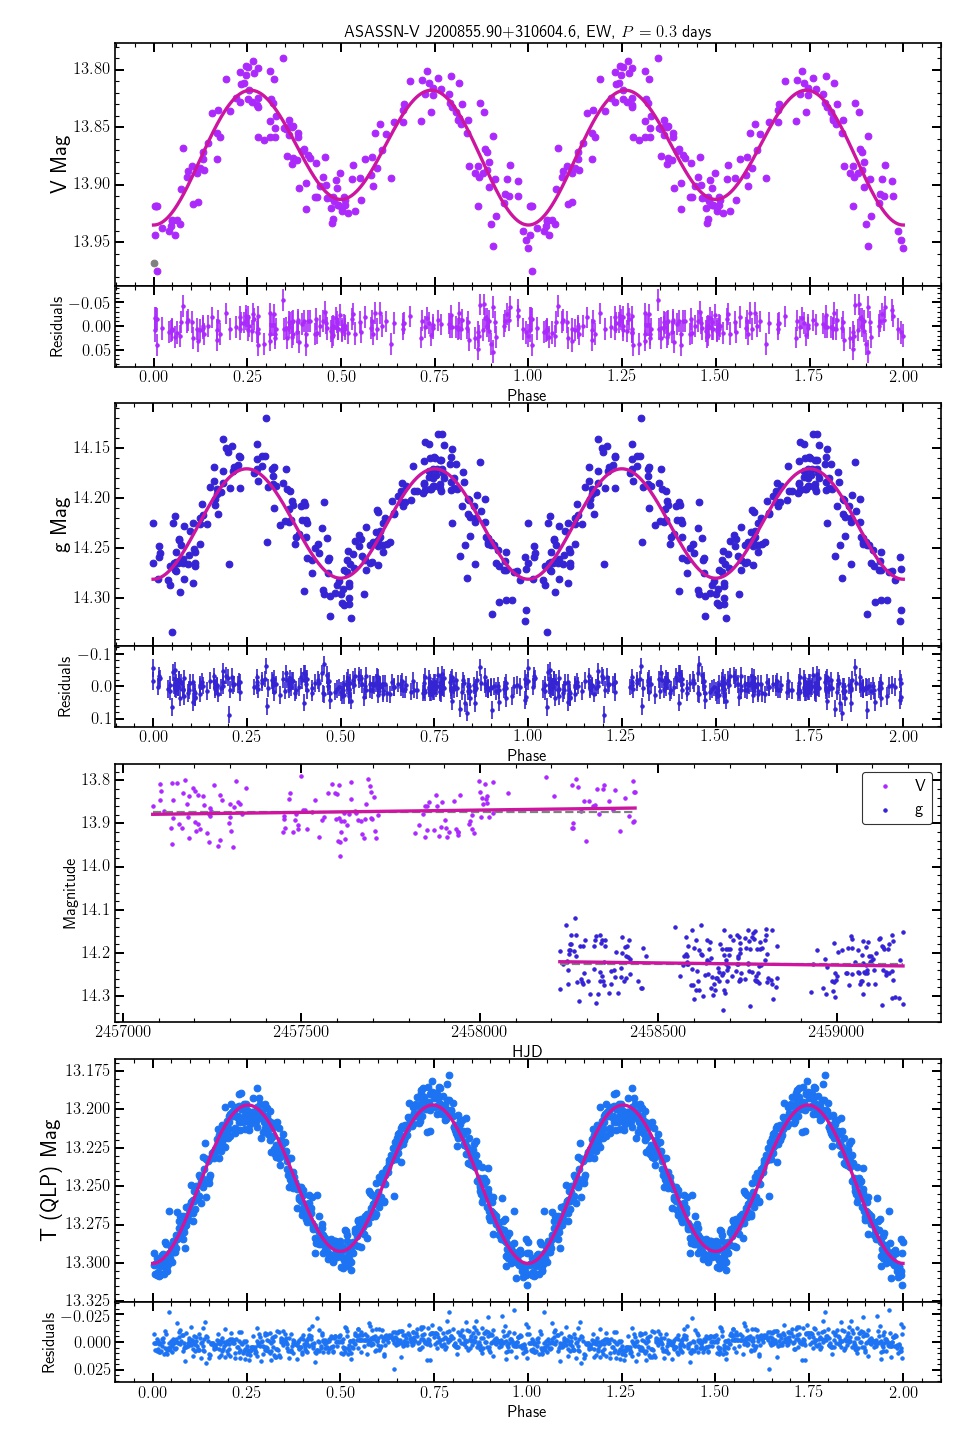 ASASSN-V J200855.90+310604.6, EW, P = 0.3 days
13.80
13.85
13.90
13.95
V Mag
−0.05
0.00
0.05
Residuals
0.00 0.25 0.50 0.75 1.00 1.25 1.50 1.75 2.00
Phase
14.15
14.20
14.25
14.30
g Mag
−0.1
0.0
0.1
Residuals
0.00 0.25 0.50 0.75 1.00 1.25 1.50 1.75 2.00
Phase
13.8
13.9
14.0
14.1
14.2
14.3
Magnitude
V
g
2457000 2457500 2458000 2458500 2459000
HJD
13.175
13.200
13.225
13.250
13.275
13.300
13.325
T (QLP) Mag
−0.025
0.000
0.025
Residuals
0.00 0.25 0.50 0.75 1.00 1.25 1.50 1.75 2.00
Phase